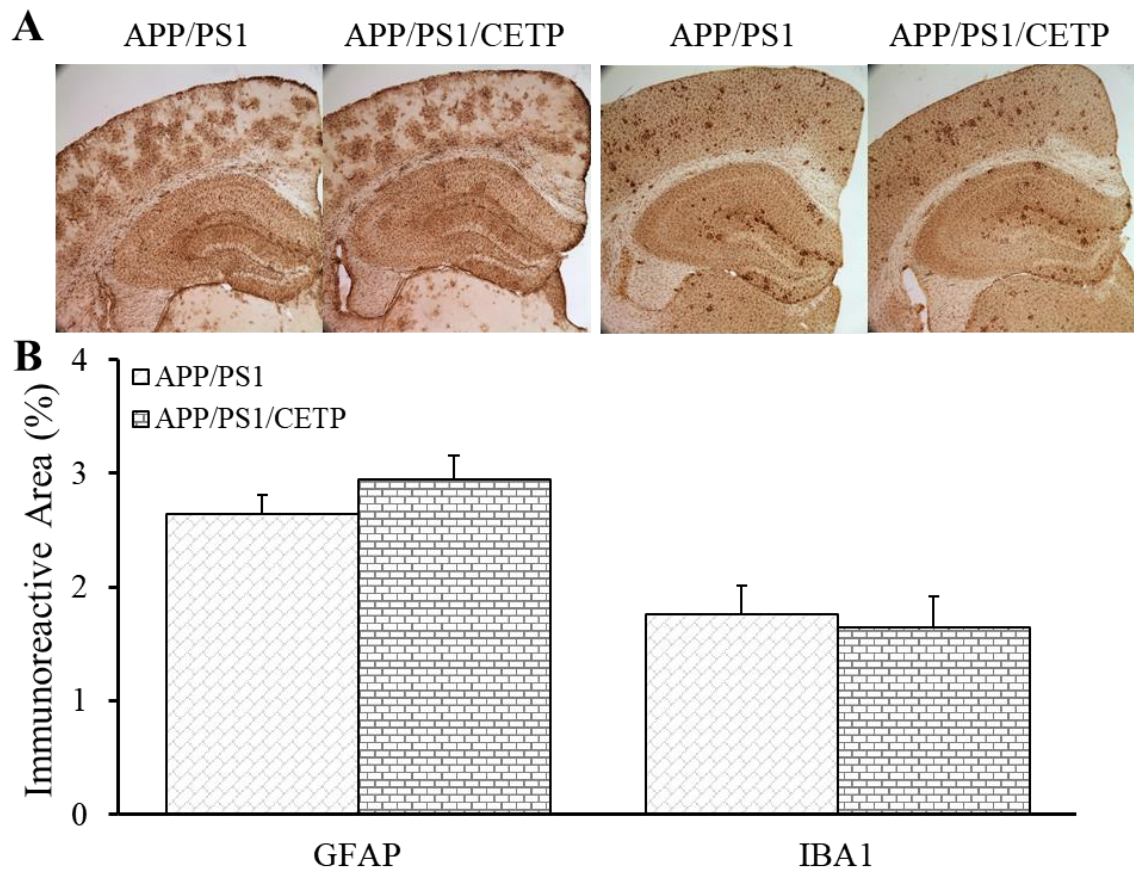 A
APP/PS1 APP/PS1/CETP APP/PS1 APP/PS1/CETP
B
Immunoreactive Area (%)
4
3
2
1
0
APP/PS1
APP/PS1/CETP
GFAP IBA1